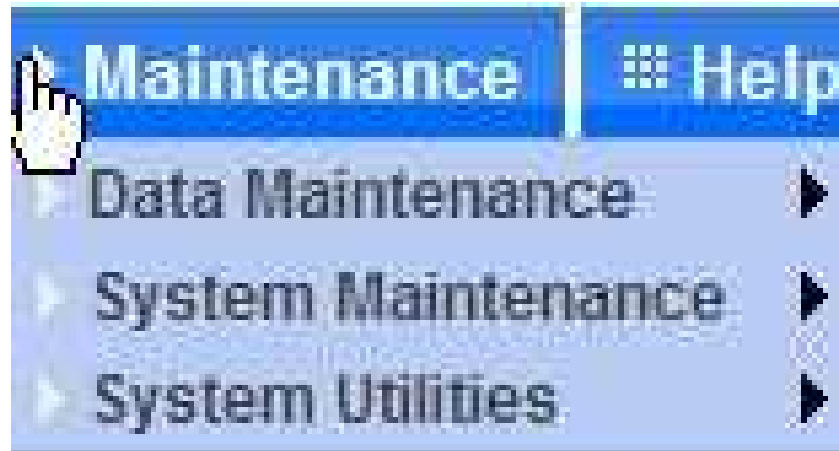 Maintenance Help
Data Maintenance
System Maintenance
System Utilities